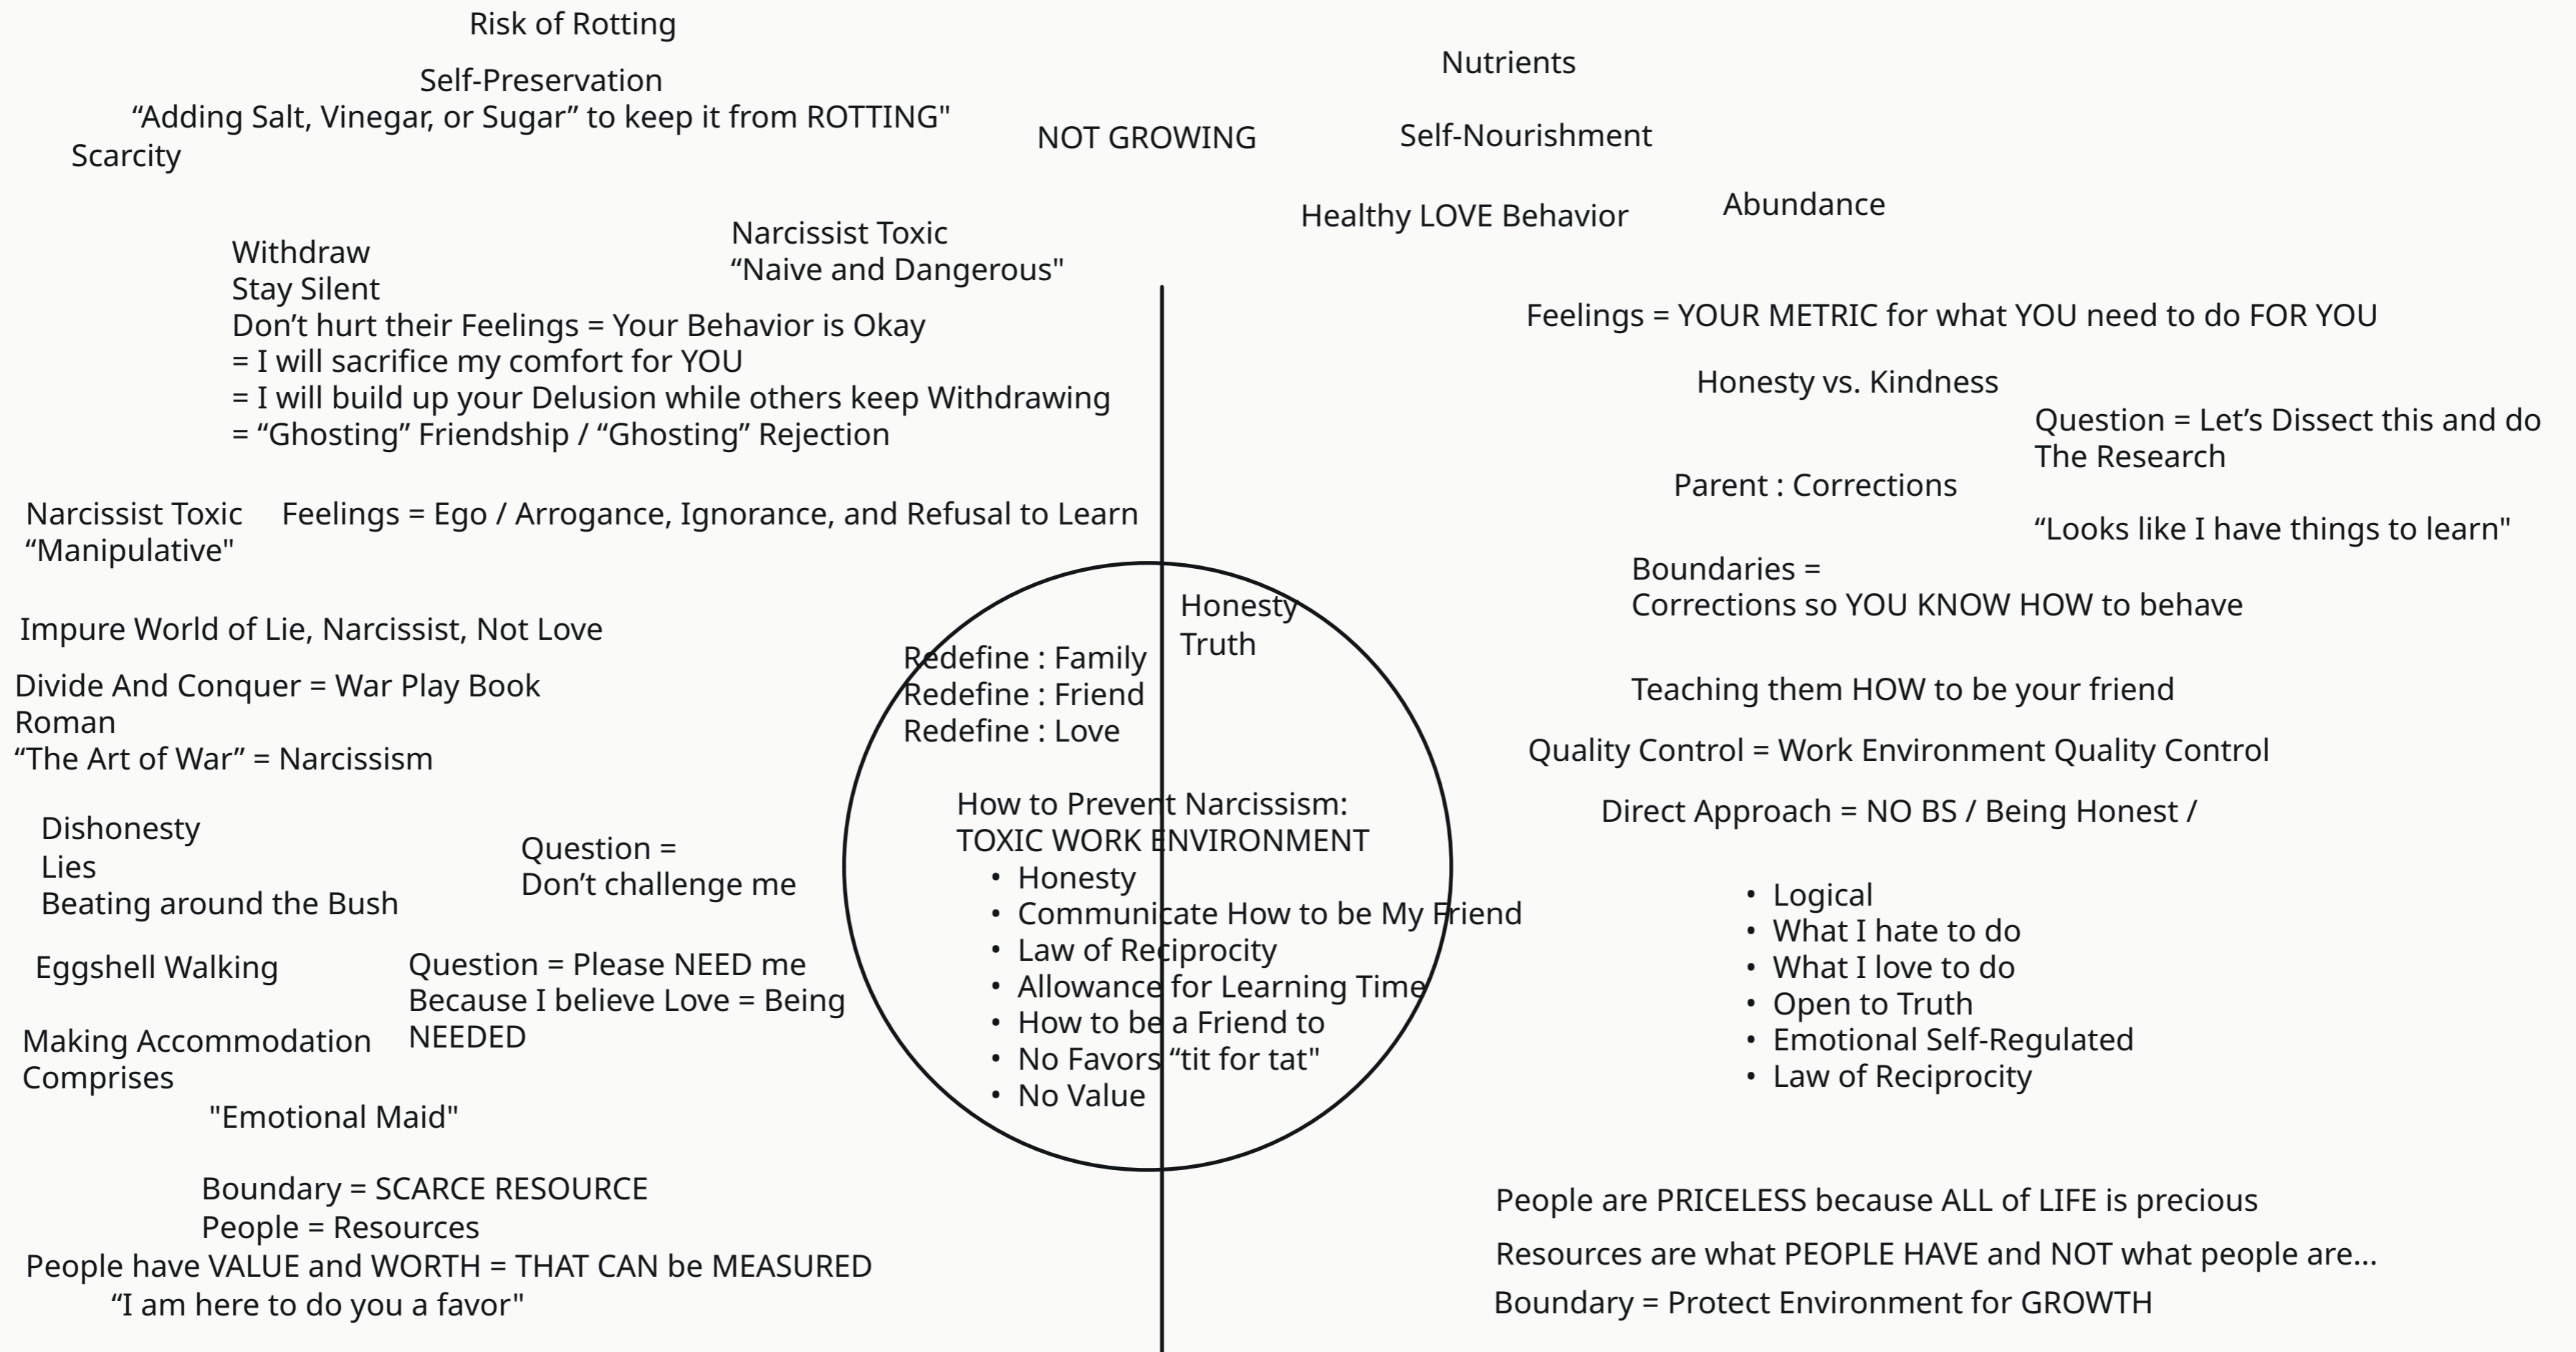 Risk of Rotting
Self-Preservation
“Adding Salt, Vinegar, or Sugar” to keep it from ROTTING"
Scarcity
NOT GROWING
Nutrients
Self-Nourishment
Healthy LOVE Behavior
Abundance
Narcissist Toxic
“Naive and Dangerous"
Withdraw
Stay Silent
Don’t hurt their Feelings = Your Behavior is Okay
= I will sacrifice my comfort for YOU
= I will build up your Delusion while others keep Withdrawing
= “Ghosting” Friendship / “Ghosting” Rejection
Narcissist Toxic
“Manipulative"
Feelings = Ego / Arrogance, Ignorance, and Refusal to Learn
Impure World of Lie, Narcissist, Not Love
Divide And Conquer = War Play Book
Roman
“The Art of War” = Narcissism
Dishonesty
Lies
Beating around the Bush
Question =
Don’t challenge me
Eggshell Walking
Question = Please NEED me
Because I believe Love = Being
NEEDED
Making Accommodation
Comprises
"Emotional Maid"
Boundary = SCARCE RESOURCE
People = Resources
People have VALUE and WORTH = THAT CAN be MEASURED
“I am here to do you a favor"
Honesty
Truth
Redefine : Family
Redefine : Friend
Redefine : Love
How to Prevent Narcissism:
TOXIC WORK ENVIRONMENT
• Honesty
• Communicate How to be My Friend
• Law of Reciprocity
• Allowance for Learning Time
• How to be a Friend to
• No Favors “tit for tat"
• No Value
Feelings = YOUR METRIC for what YOU need to do FOR YOU
Honesty vs. Kindness
Question = Let’s Dissect this and do
The Research
Parent : Corrections
“Looks like I have things to learn"
Boundaries =
Corrections so YOU KNOW HOW to behave
Teaching them HOW to be your friend
Quality Control = Work Environment Quality Control
Direct Approach = NO BS / Being Honest /
• Logical
• What I hate to do
• What I love to do
• Open to Truth
• Emotional Self-Regulated
• Law of Reciprocity
People are PRICELESS because ALL of LIFE is precious
Resources are what PEOPLE HAVE and NOT what people are...
Boundary = Protect Environment for GROWTH